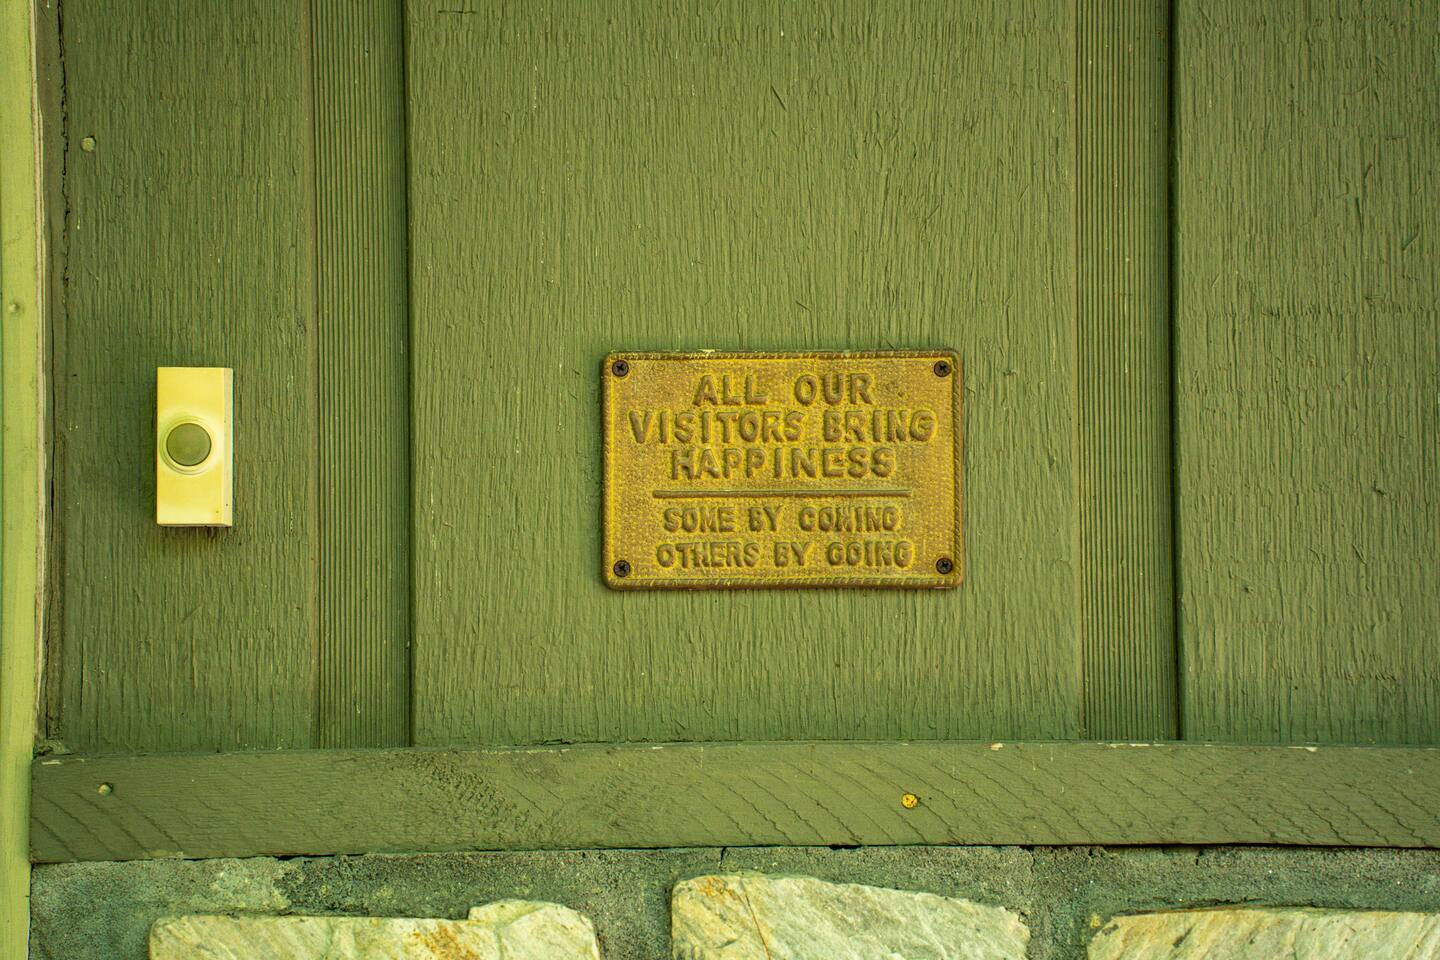 ALL OUR
VISITORS BRING
HAPPINESS
SOME BY COMING
OTHERS BY GOING